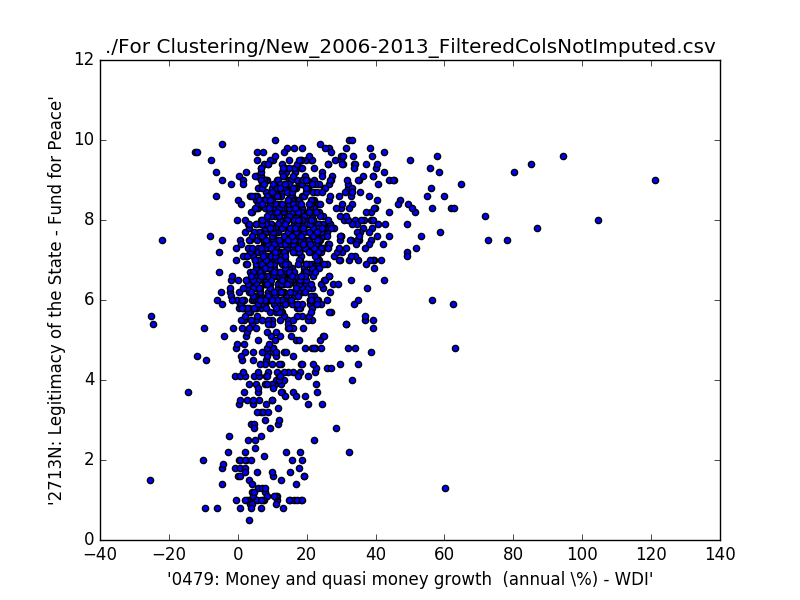 ./For Clustering/New_2006-2013_FilteredColsNotImputed.csv
12
10
8
6
4
2
0
'2713N: Legitimacy of the State - Fund for Peace'
−40 −20 0 20 40 60 80 100 120 140
'0479: Money and quasi money growth  (annual \%) - WDI'